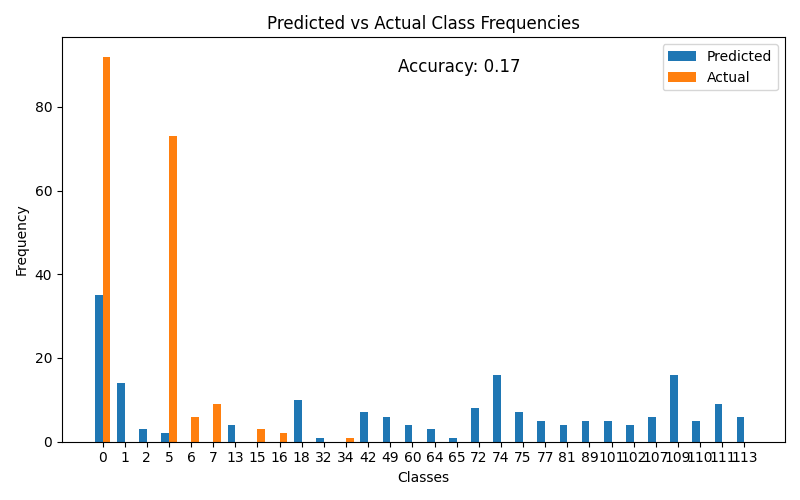 Predicted vs Actual Class Frequencies
Accuracy: 0.17
Predicted
Actual
Frequency
80
60
40
20
0
0 1 2 5 6 7 13 15 16 18 32 34 42 49 60 64 65 72 74 75 77 81 89 101 102 107 109 110 111 113
Classes